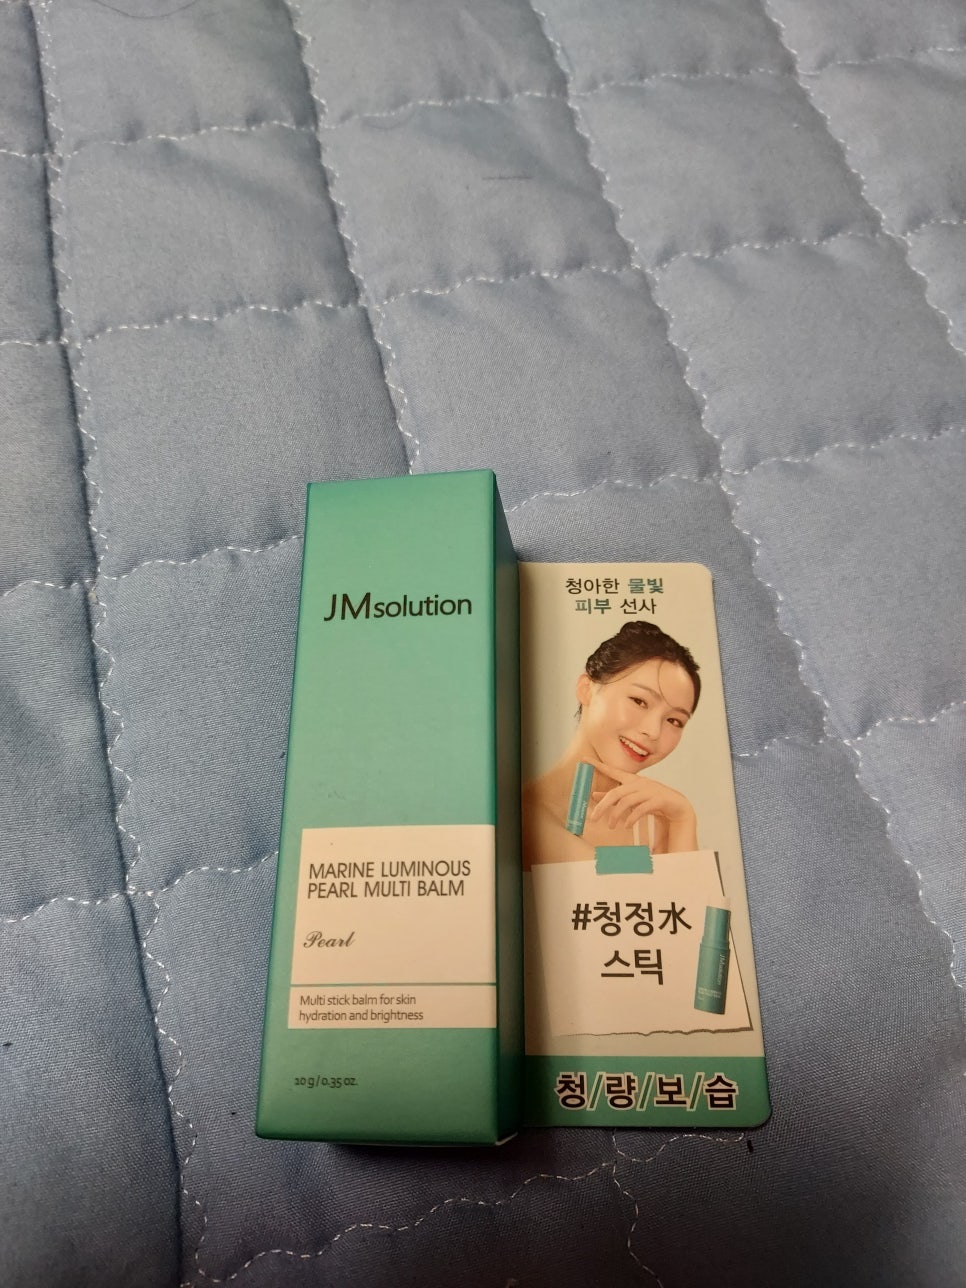 JMsolution
MARINE LUMINOUS
PEARL MULTI BALM
Pearl
Multi stick balm for skin
hydration and brightness
10 g / 0.35 oz.
청아한 물빛
피부 선사
#청정水
스틱
JMsolution
청/량/보/습